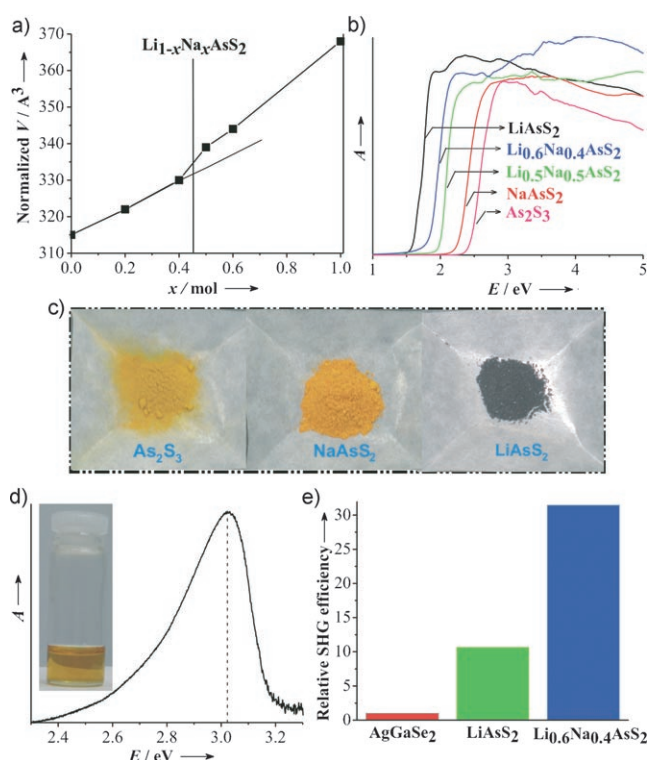 a)
Li1-xNaxAsS2
Normalized V / Å3
370
360
350
340
330
320
310
0.0 0.2 0.4 0.6 0.8 1.0
x / mol
b)
A
LiAsS2
Li0.6Na0.4AsS2
Li0.5Na0.5AsS2
NaAsS2
As2S3
1 2 3 4 5
E / eV
c)
As2S3 NaAsS2 LiAsS2
d)
A
2.4 2.6 2.8 3.0 3.2
E / eV
e)
Relative SHG efficiency
30
25
20
15
10
5
0
AgGaSe2 LiAsS2 Li0.6Na0.4AsS2